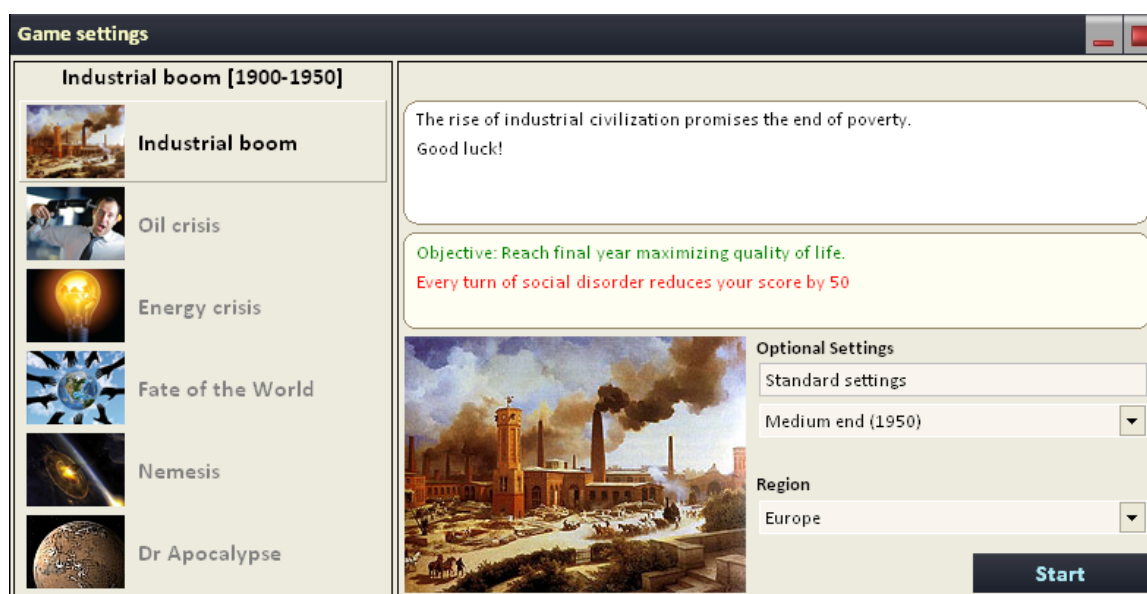 Game settings
Industrial boom [1900-1950]
Industrial boom
Oil crisis
Energy crisis
Fate of the World
Nemesis
Dr Apocalypse
The rise of industrial civilization promises the end of poverty.
Good luck!
Objective: Reach final year maximizing quality of life.
Every turn of social disorder reduces your score by 50
Optional Settings
Standard settings
Medium end (1950)
Region
Europe
Start